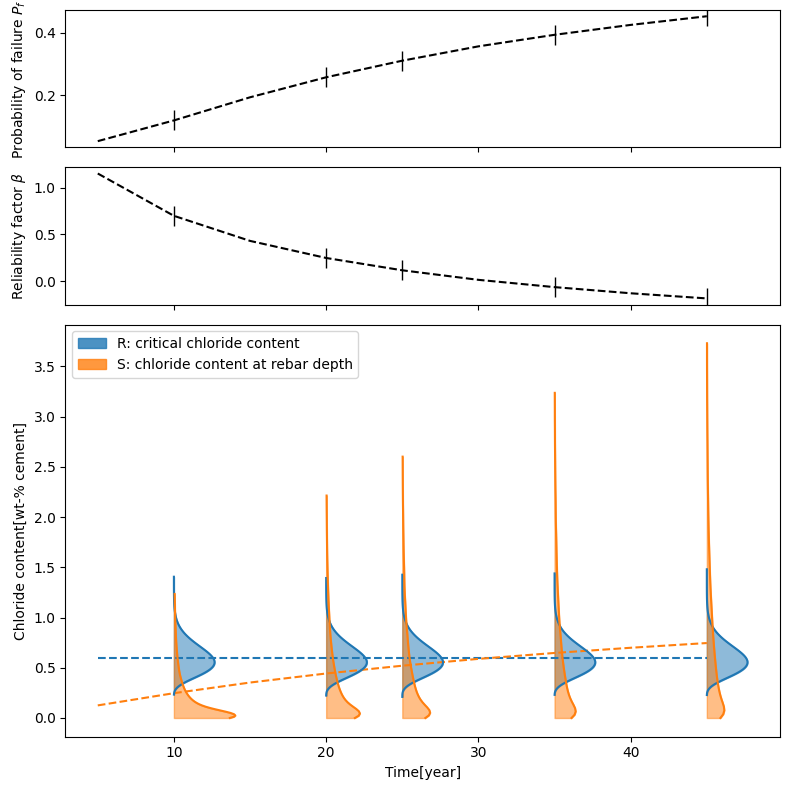 Probability of failure P_f
0.4
0.2
Reliability factor β
1.0
0.5
0.0
R: critical chloride content
S: chloride content at rebar depth
Chloride content[wt-% cement]
3.5
3.0
2.5
2.0
1.5
1.0
0.5
0.0
10 20 30 40
Time[year]